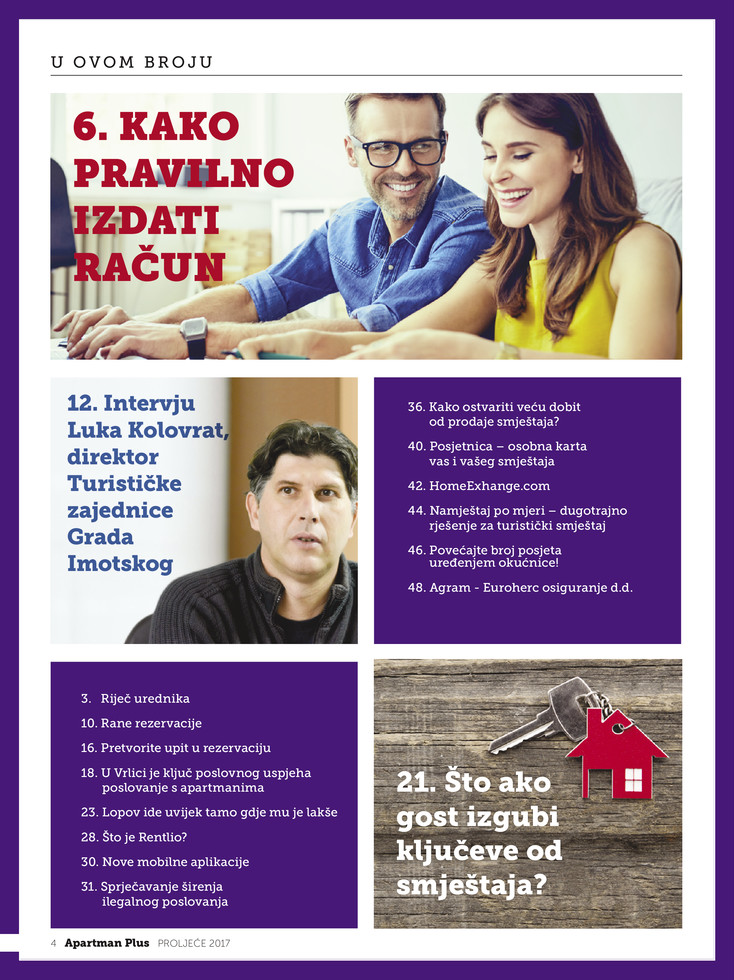 U OVOM BROJU
6. KAKO
PRAVILNO
IZDATI
RAČUN
12. Intervju
Luka Kolovrat,
direktor
Turističke
zajednice
Grada
Imotskog
36. Kako ostvariti veću dobit
od prodaje smještaja?
40. Posjetnica – osobna karta
vas i vašeg smještaja
42. HomeExhange.com
44. Namještaj po mjeri – dugotrajno
rješenje za turistički smještaj
46. Povećajte broj posjeta
uređenjem okućnice!
48. Agram - Euroherc osiguranje d.d.
3. Riječ urednika
10. Rane rezervacije
16. Pretvorite upit u rezervaciju
18. U Vrlici je ključ poslovnog uspjeha
poslovanje s apartmanima
23. Lopov ide uvijek tamo gdje mu je lakše
28. Što je Rentlio?
30. Nove mobilne aplikacije
31. Sprječavanje širenja
ilegalnog poslovanja
21. Što ako
gost izgubi
ključeve od
smještaja?
4 Apartman Plus PROLJEĆE 2017